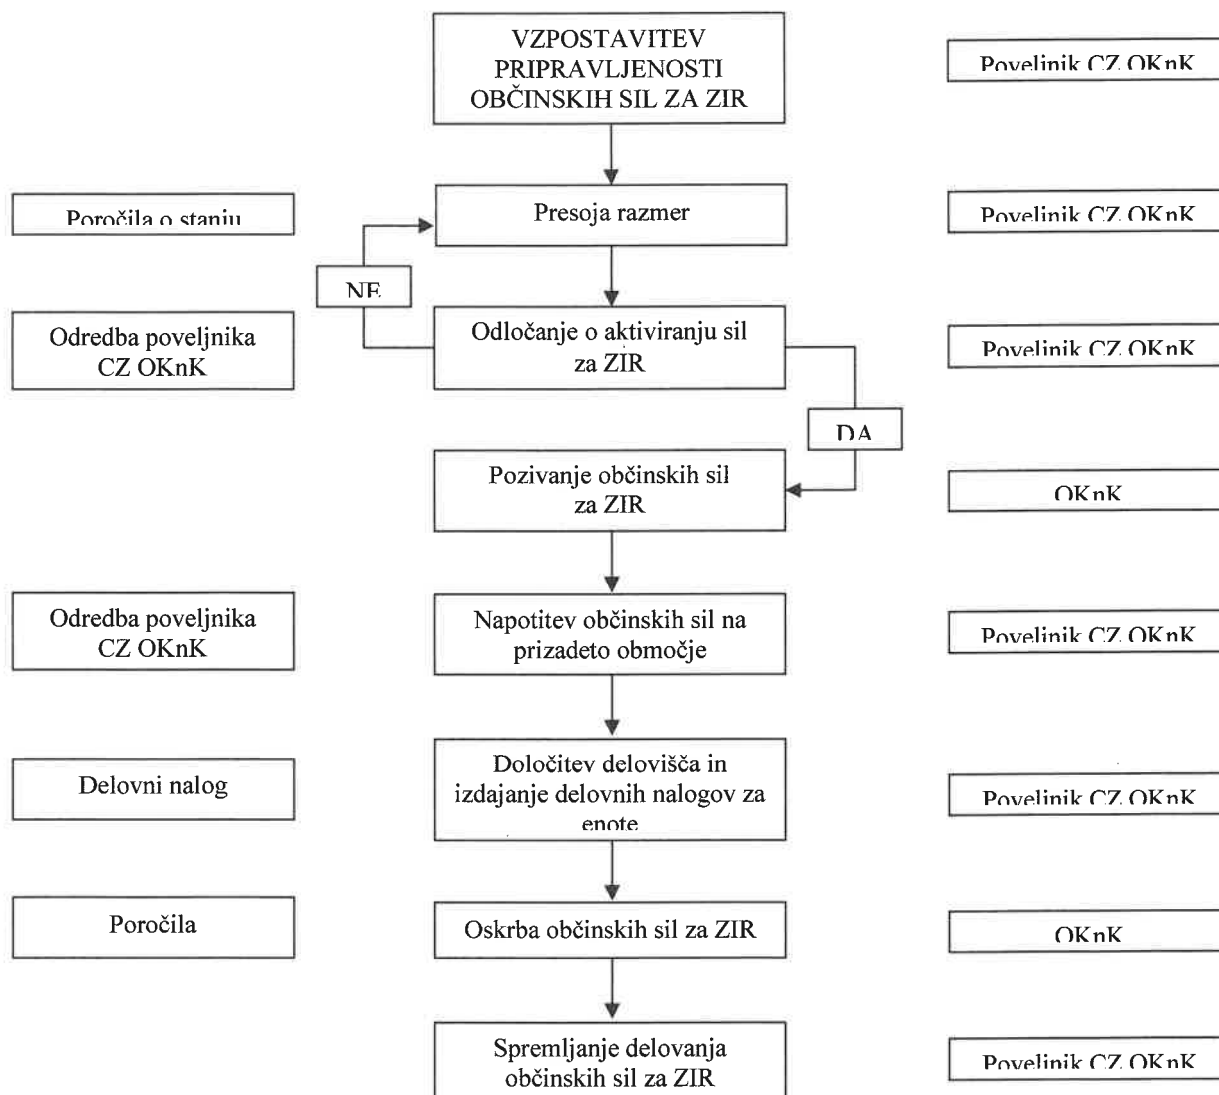 VZPOSTAVITEV
PRIPRAVLJENOSTI
OBČINSKIH SIL ZA ZIR
Poveljnik CZ OKnK
Poročila o stanju
Presoja razmer
Poveljnik CZ OKnK
NE
Odredba poveljnika
CZ OKnK
Odločanje o aktiviranju sil
za ZIR
Poveljnik CZ OKnK
DA
Pozivanje občinskih sil
za ZIR
OKnK
Odredba poveljnika
CZ OKnK
Napotitev občinskih sil na
prizadeto območje
Poveljnik CZ OKnK
Delovni nalog
Določitev delovišča in
izdajanje delovnih nalogov za
enote
Poveljnik CZ OKnK
Poročila
Oskrba občinskih sil za ZIR
OKnK
Spremljanje delovanja
občinskih sil za ZIR
Poveljnik CZ OKnK